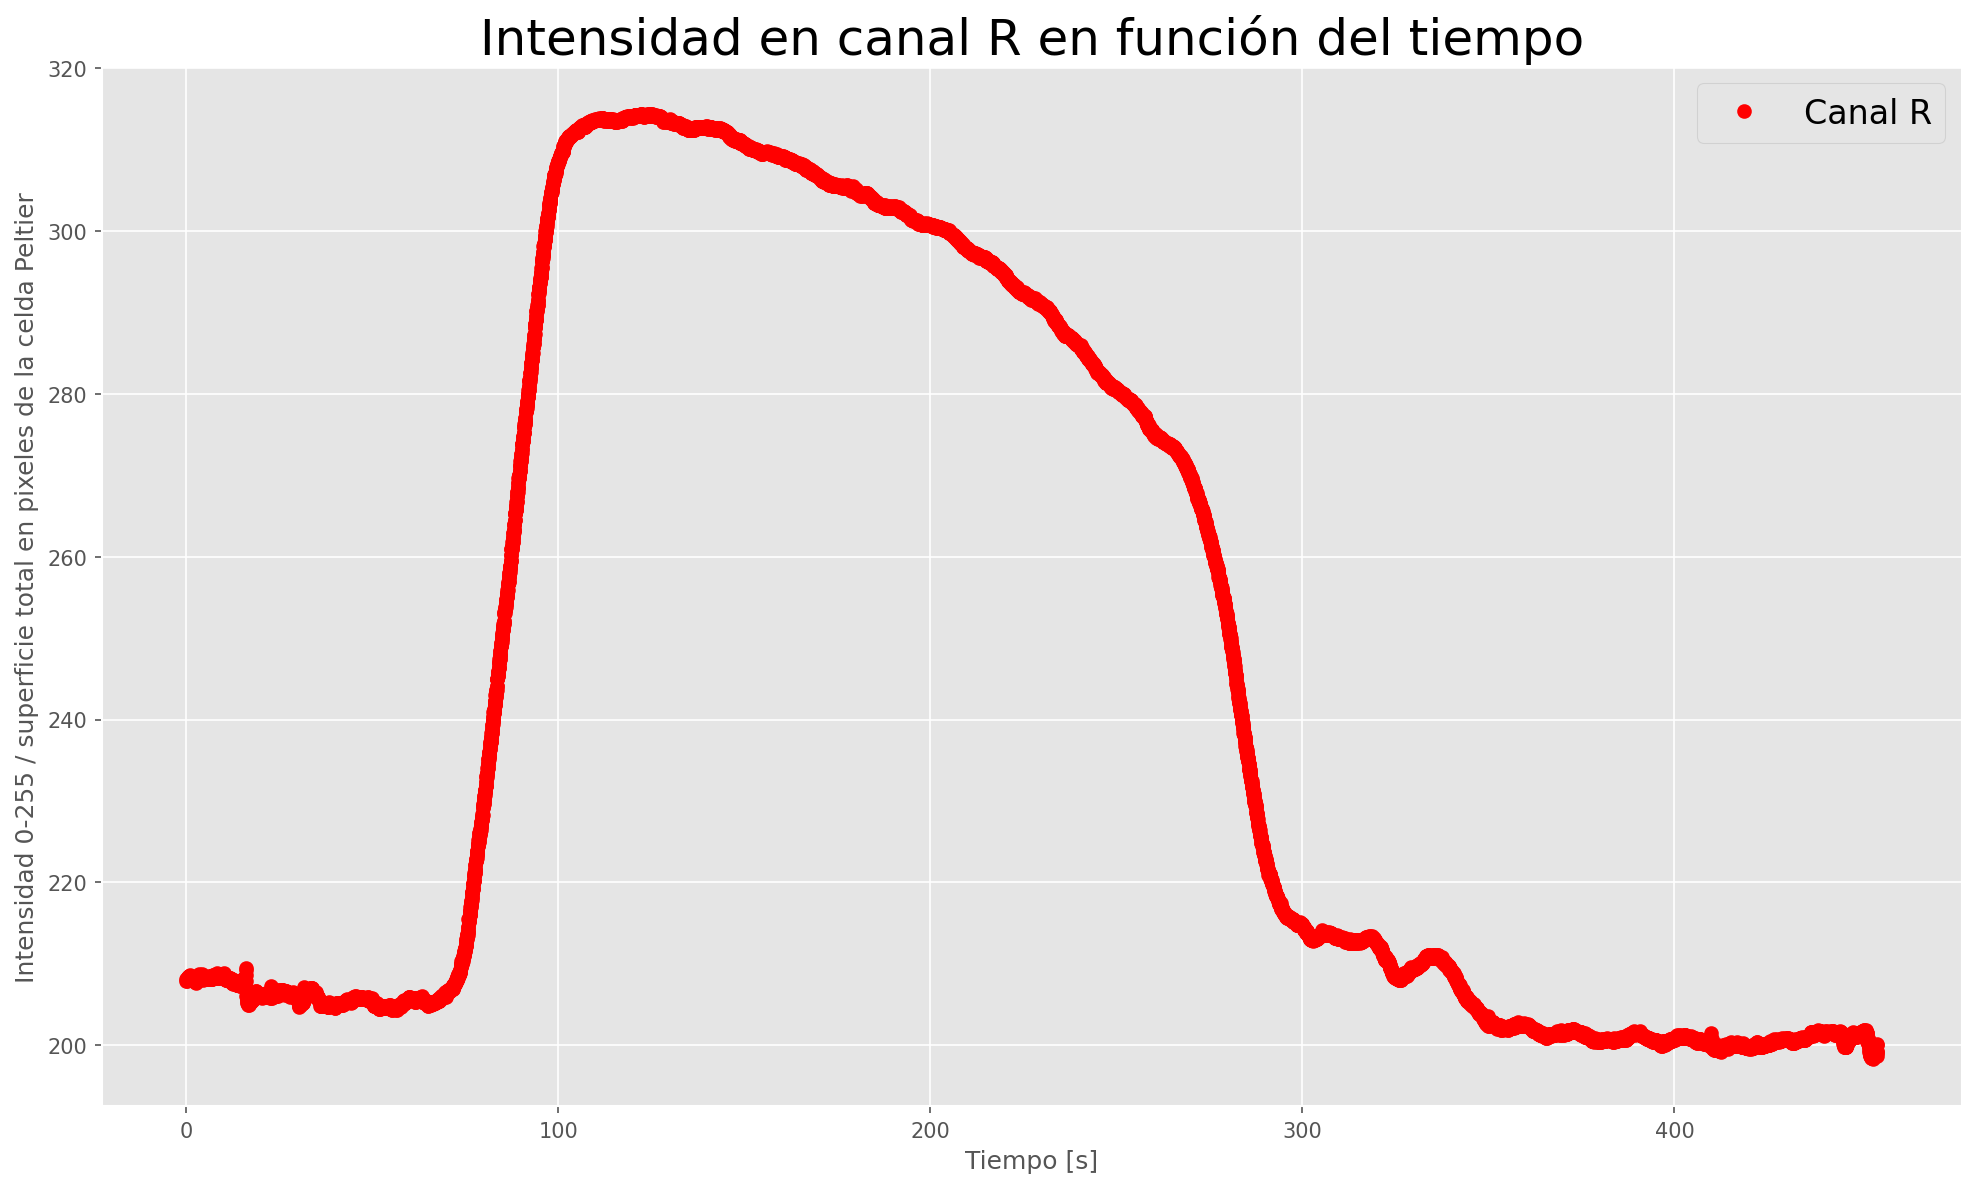 Intensidad en canal R en función del tiempo
Canal R
Intensidad 0-255 / superficie total en pixeles de la celda Peltier
320
300
280
260
240
220
200
0 100 200 300 400
Tiempo [s]